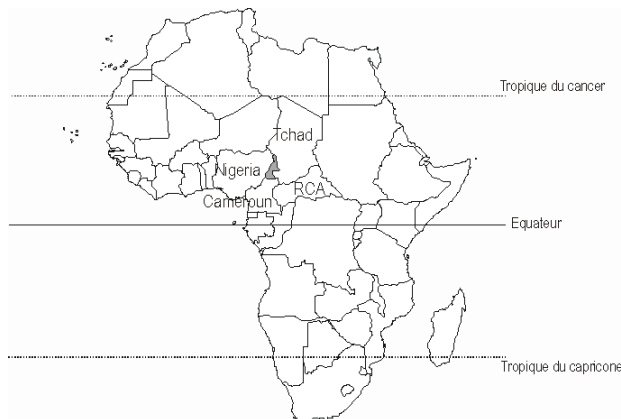 Tropique du cancer
Tchad
Nigeria
RCA
Cameroun
Equateur
Tropique du capricone